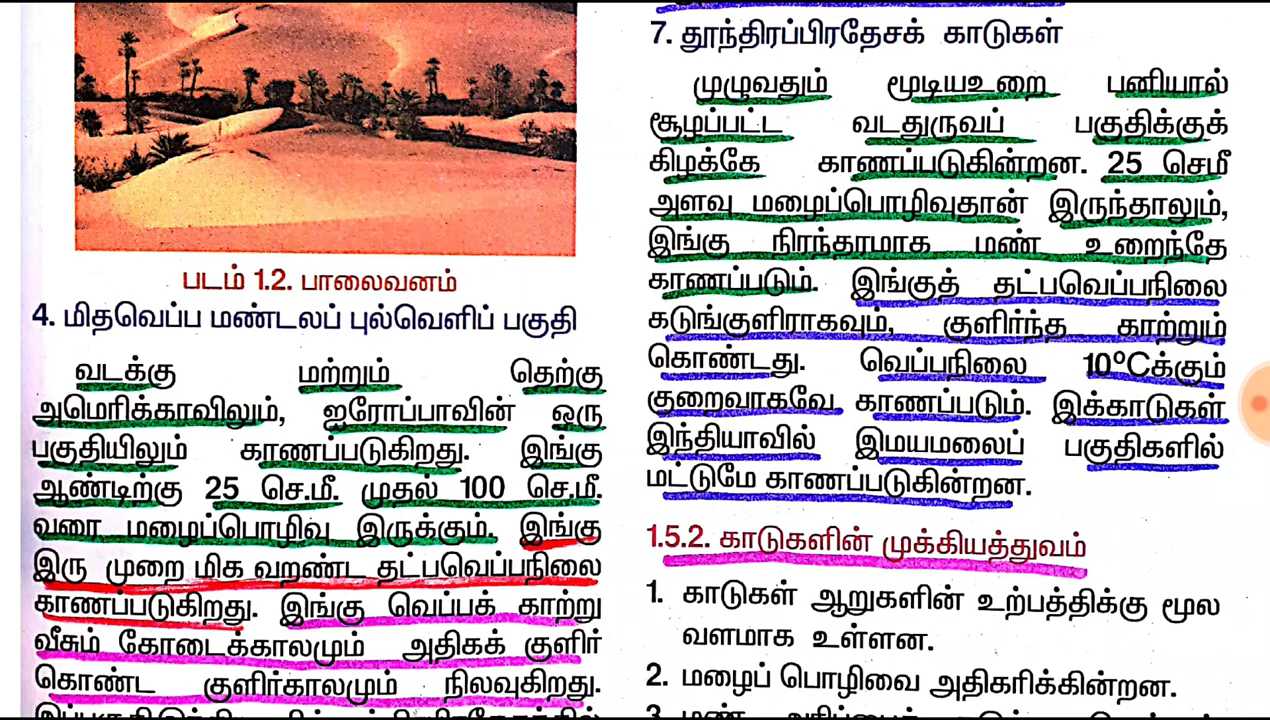 படம் 1.2. பாலைவனம்
4. மிதவெப்ப மண்டலப் புல்வெளிப் பகுதி
வடக்கு மற்றும் தெற்கு
அமெரிக்காவிலும், ஐரோப்பாவின் ஒரு
பகுதியிலும் காணப்படுகிறது. இங்கு
ஆண்டிற்கு 25 செ.மீ. முதல் 100 செ.மீ.
வரை மழைப்பொழிவு இருக்கும். இங்கு
இரு முறை மிக வறண்ட தட்பவெப்பநிலை
காணப்படுகிறது. இங்கு வெப்பக் காற்று
வீசும் கோடைக்காலமும் அதிகக் குளிர்
கொண்ட குளிர்காலமும் நிலவுகிறது.
7. தூந்திரப்பிரதேசக் காடுகள்
முழுவதும் மூடியஉறை பனியால்
சூழப்பட்ட வடதுருவப் பகுதிக்குக்
கிழக்கே காணப்படுகின்றன. 25 செமீ
அளவு மழைப்பொழிவுதான் இருந்தாலும்,
இங்கு நிரந்தரமாக மண் உறைந்தே
காணப்படும். இங்குத் தட்பவெப்பநிலை
கடுங்குளிராகவும், குளிர்ந்த காற்றும்
கொண்டது. வெப்பநிலை 10°Cக்கும்
குறைவாகவே காணப்படும். இக்காடுகள்
இந்தியாவில் இமயமலைப் பகுதிகளில்
மட்டுமே காணப்படுகின்றன.
1.5.2. காடுகளின் முக்கியத்துவம்
1. காடுகள் ஆறுகளின் உற்பத்திக்கு மூல
வளமாக உள்ளன.
2. மழைப் பொழிவை அதிகரிக்கின்றன.